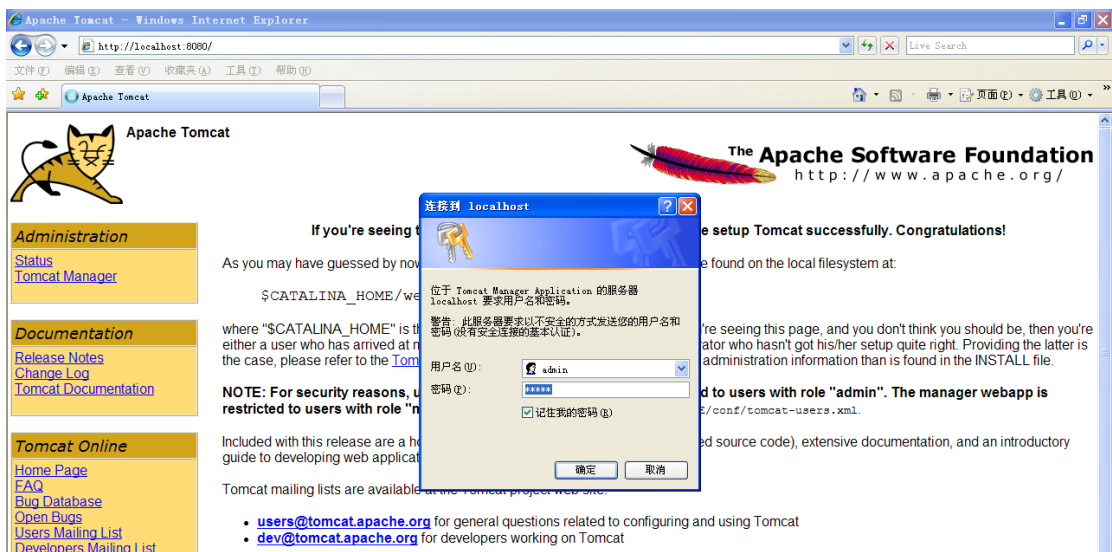 Apache Tomcat - Windows Internet Explorer
http://localhost:8080/
Live Search
文件(F) 编辑(E) 查看(V) 收藏夹(A) 工具(T) 帮助(H)
Apache Tomcat
页面(P) 工具(O)
Apache Tomcat
The Apache Software Foundation
http://www.apache.org/
Administration
Status
Tomcat Manager
Documentation
Release Notes
Change Log
Tomcat Documentation
Tomcat Online
Home Page
FAQ
Bug Database
Open Bugs
Users Mailing List
Developers Mailing List
If you're seeing t
e setup Tomcat successfully. Congratulations!
As you may have guessed by now
e found on the local filesystem at:
$CATALINA_HOME/we
where "$CATALINA_HOME" is t
're seeing this page, and you don't think you should be, then you're
either a user who has arrived at n
rator who hasn't got his/her setup quite right. Providing the latter is
the case, please refer to the Tom
administration information than is found in the INSTALL file.
NOTE: For security reasons, u
d to users with role "admin". The manager webapp is
restricted to users with role "m
E/conf/tomcat-users.xml.
Included with this release are a ho
ed source code), extensive documentation, and an introductory
guide to developing web applicat
Tomcat mailing lists are available at the Tomcat project web site:
users@tomcat.apache.org for general questions related to configuring and using Tomcat
dev@tomcat.apache.org for developers working on Tomcat
连接到 localhost
位于 Tomcat Manager Application 的服务器
localhost 要求用户名和密码。
警告: 此服务器要求以不安全的方式发送您的用户名和
密码(没有安全连接的基本认证)。
用户名(U): admin
密码(P): *****
记住我的密码(R)
确定 取消